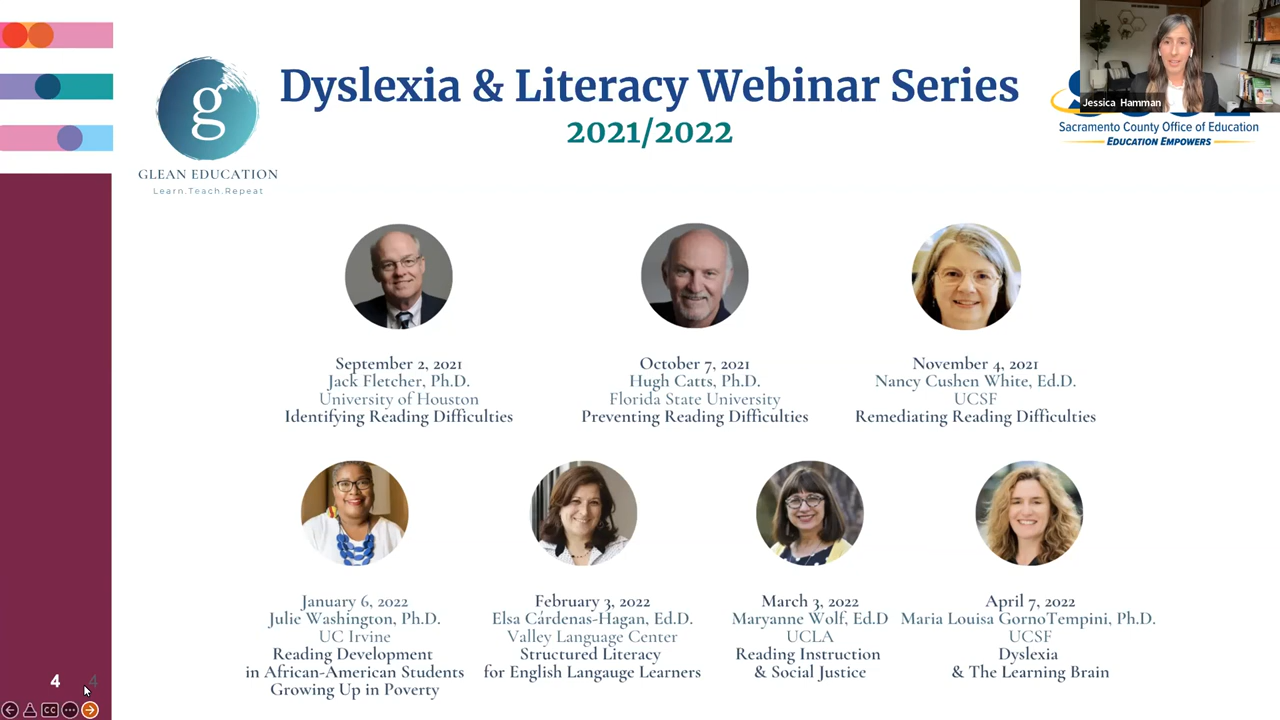 Dyslexia & Literacy Webinar Series
2021/2022
g
GLEAN EDUCATION
Learn.Teach.Repeat
Jessica Hamman
Sacramento County Office of Education
EDUCATION EMPOWERS
September 2, 2021
Jack Fletcher, Ph.D.
University of Houston
Identifying Reading Difficulties
October 7, 2021
Hugh Catts, Ph.D.
Florida State University
Preventing Reading Difficulties
November 4, 2021
Nancy Cushen White, Ed.D.
UCSF
Remediating Reading Difficulties
January 6, 2022
Julie Washington, Ph.D.
UC Irvine
Reading Development
in African-American Students
Growing Up in Poverty
February 3, 2022
Elsa Cárdenas-Hagan, Ed.D.
Valley Language Center
Structured Literacy
for English Langauge Learners
March 3, 2022
Maryanne Wolf, Ed.D
UCLA
Reading Instruction
& Social Justice
April 7, 2022
Maria Louisa GornoTempini, Ph.D.
UCSF
Dyslexia
& The Learning Brain
4 4
CC